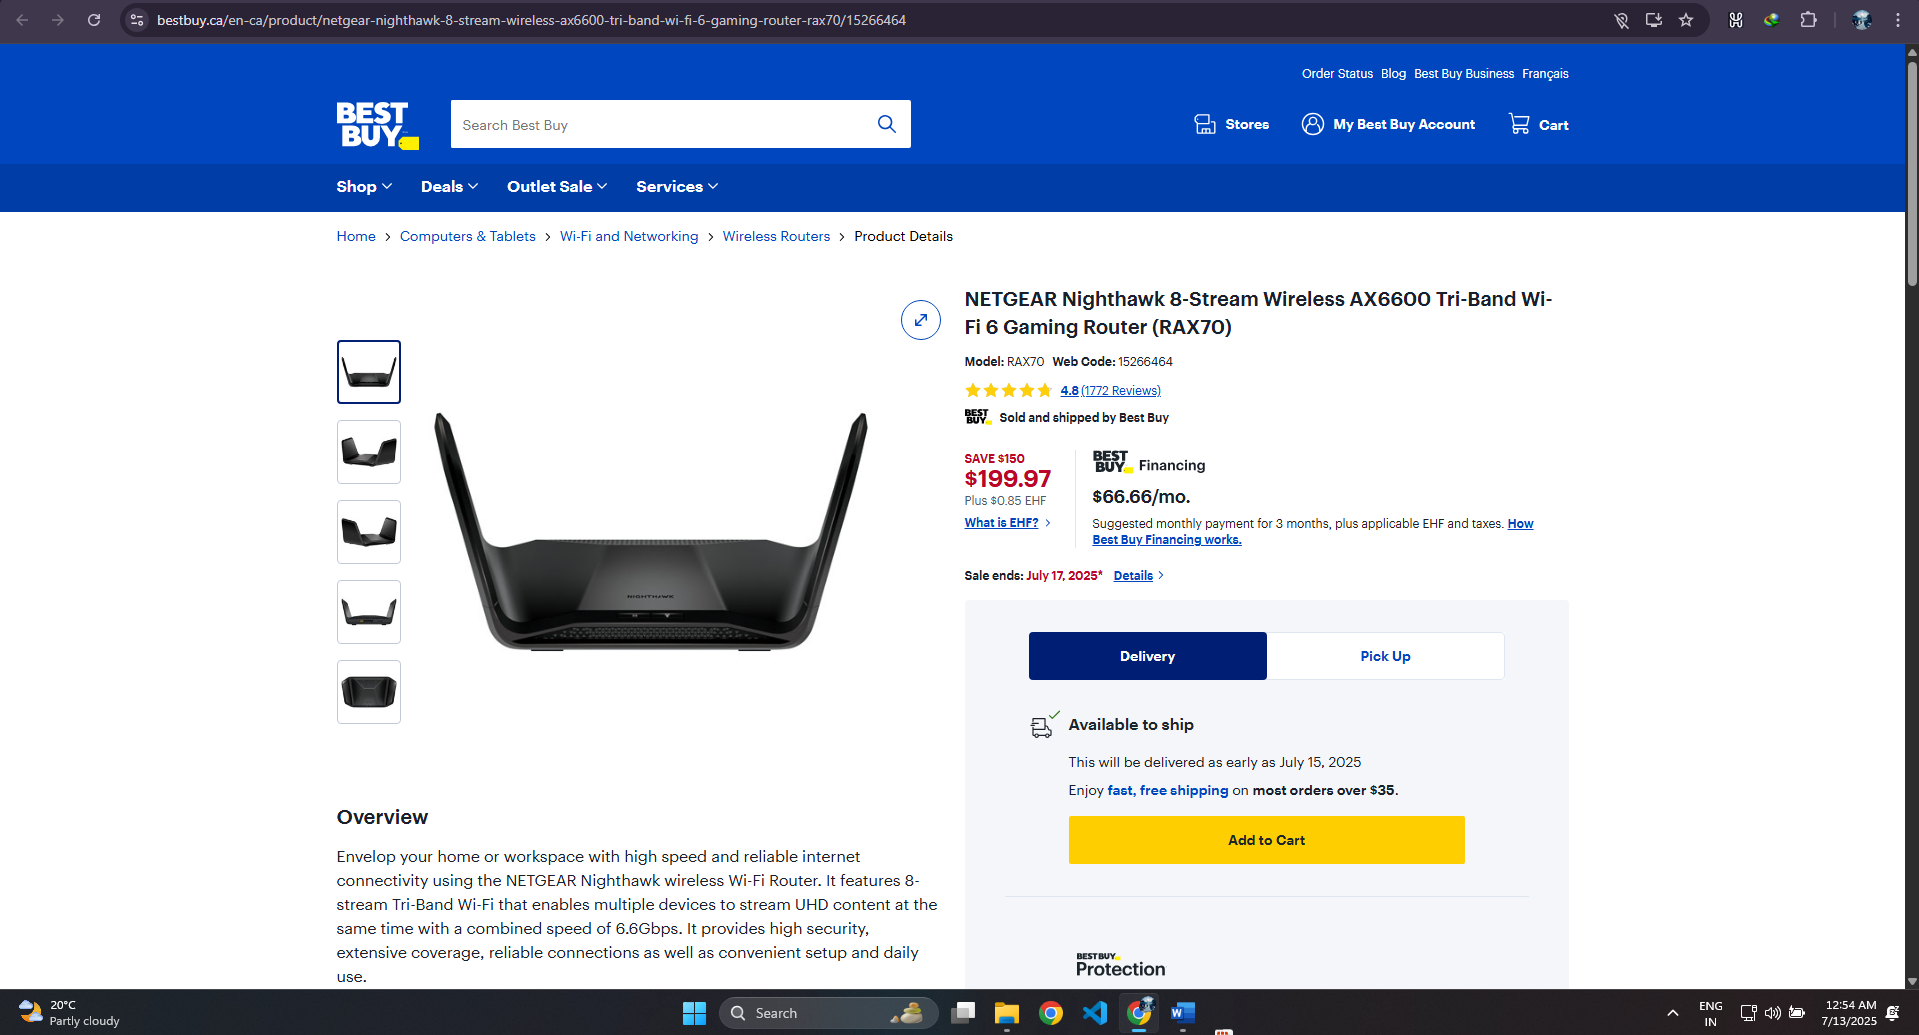 bestbuy.ca/en-ca/product/netgear-nighthawk-8-stream-wireless-ax6600-tri-band-wi-fi-6-gaming-router-rax70/15266464
Order Status Blog Best Buy Business Français
BEST
BUY
Search Best Buy
Stores
My Best Buy Account
Cart
Shop
Deals
Outlet Sale
Services
Home > Computers & Tablets > Wi-Fi and Networking > Wireless Routers > Product Details
NETGEAR Nighthawk 8-Stream Wireless AX6600 Tri-Band Wi-
Fi 6 Gaming Router (RAX70)
Model: RAX70 Web Code: 15266464
4.8 (1772 Reviews)
BEST
BUY
Sold and shipped by Best Buy
SAVE $150
$199.97
Plus $0.85 EHF
What is EHF?
BEST
BUY
Financing
$66.66/mo.
Suggested monthly payment for 3 months, plus applicable EHF and taxes. How
Best Buy Financing works.
Sale ends: July 17, 2025* Details
NIGHTHAWK
Delivery
Pick Up
Available to ship
This will be delivered as early as July 15, 2025
Enjoy fast, free shipping on most orders over $35.
Add to Cart
BEST BUY
Protection
Overview
Envelop your home or workspace with high speed and reliable internet
connectivity using the NETGEAR Nighthawk wireless Wi-Fi Router. It features 8-
stream Tri-Band Wi-Fi that enables multiple devices to stream UHD content at the
same time with a combined speed of 6.6Gbps. It provides high security,
extensive coverage, reliable connections as well as convenient setup and daily
use.
20°C
Partly cloudy
Search
ENG
IN
12:54 AM
7/13/2025